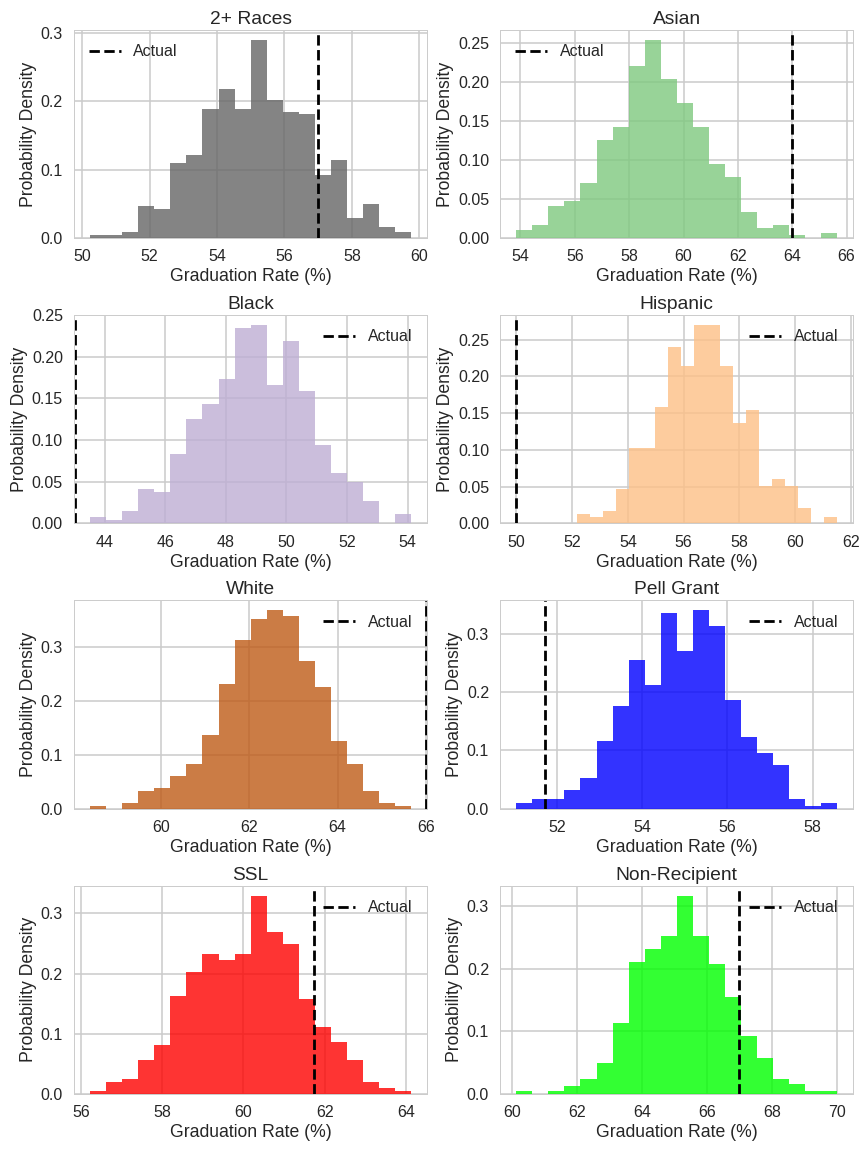 2+ Races
Probability Density
0.3
0.2
0.1
0.0
Actual
50 52 54 56 58 60
Graduation Rate (%)
Asian
Probability Density
0.25
0.20
0.15
0.10
0.05
0.00
Actual
54 56 58 60 62 64 66
Graduation Rate (%)
Black
Probability Density
0.25
0.20
0.15
0.10
0.05
0.00
Actual
44 46 48 50 52 54
Graduation Rate (%)
Hispanic
Probability Density
0.25
0.20
0.15
0.10
0.05
0.00
Actual
50 52 54 56 58 60 62
Graduation Rate (%)
White
Probability Density
0.3
0.2
0.1
0.0
Actual
60 62 64 66
Graduation Rate (%)
Pell Grant
Probability Density
0.3
0.2
0.1
0.0
Actual
52 54 56 58
Graduation Rate (%)
SSL
Probability Density
0.3
0.2
0.1
0.0
Actual
56 58 60 62 64
Graduation Rate (%)
Non-Recipient
Probability Density
0.3
0.2
0.1
0.0
Actual
60 62 64 66 68 70
Graduation Rate (%)